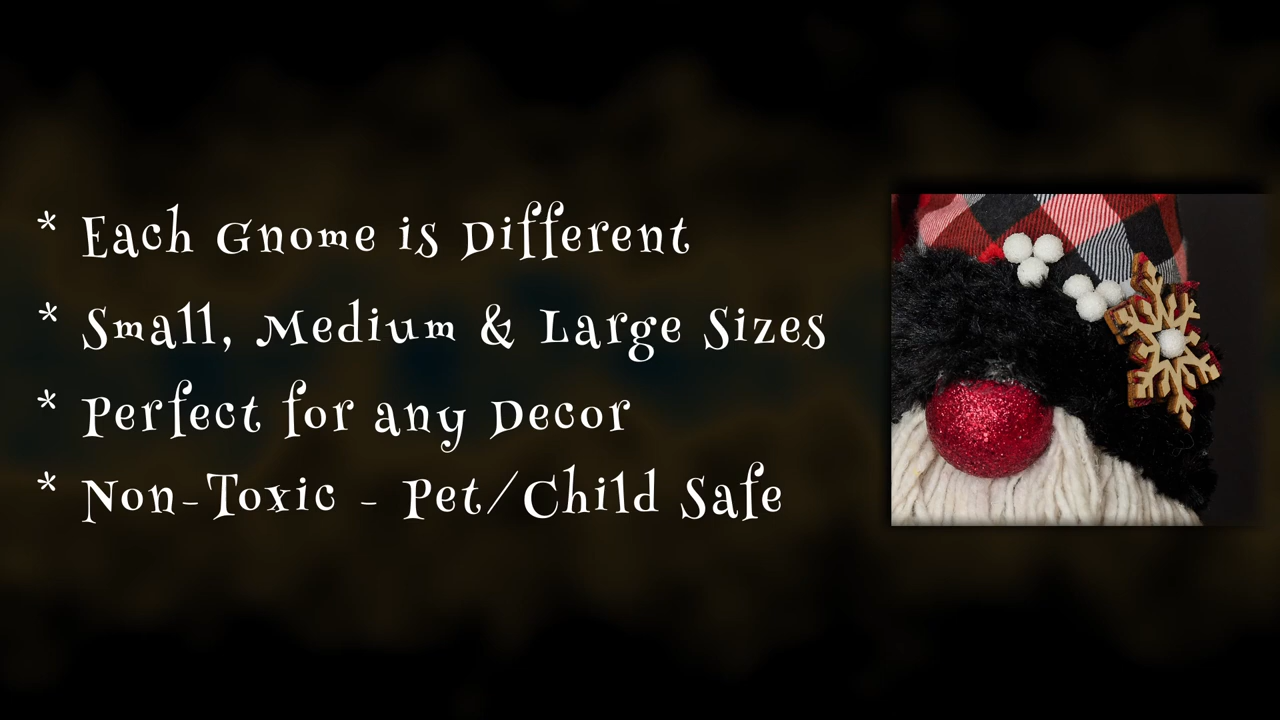 * Each Gnome is Different
* Small, Medium & Large Sizes
* Perfect for any Decor
* Non-Toxic - Pet/Child Safe